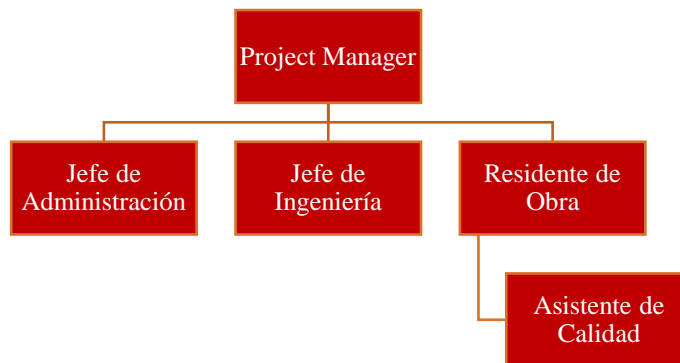 Project Manager
Jefe de
Administración
Jefe de
Ingeniería
Residente de
Obra
Asistente de
Calidad